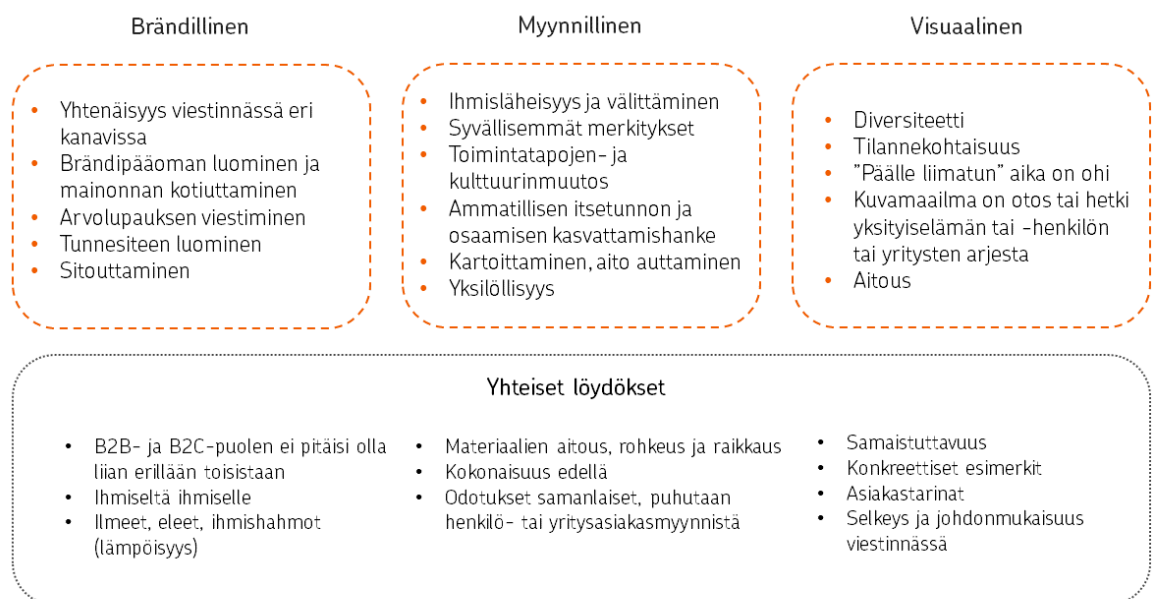 Brändillinen
• Yhtenäisyys viestinnässä eri
kanavissa
• Brändipääoman luominen ja
mainonnan kotiuttaminen
• Arvolupauksen viestiminen
• Tunnesiteen luominen
• Sitouttaminen
Myynnillinen
• Ihmisläheisyys ja välittäminen
• Syvällisemmät merkitykset
• Toimintatapojen- ja
kulttuurinmuutos
• Ammatillisen itsetunnon ja
osaamisen kasvattamishanke
• Kartoittaminen, aito auttaminen
• Yksilöllisyys
Visuaalinen
• Diversiteetti
• Tilannekohtaisuus
• ”Päälle liimatun” aika on ohi
• Kuvamaailma on otos tai hetki
yksityiselämän tai -henkilön
tai yritysten arjesta
• Aitous
Yhteiset löydökset
• B2B- ja B2C-puolen ei pitäisi olla
liian erillään toisistaan
• Ihmiseltä ihmiselle
• Ilmeet, eleet, ihmishahmot
(lämpöisyys)
• Materiaalien aitous, rohkeus ja raikkaus
• Kokonaisuus edellä
• Odotukset samanlaiset, puhutaan
henkilö- tai yritysasiakasmyynnistä
• Samaistuttavuus
• Konkreettiset esimerkit
• Asiakastarinat
• Selkeys ja johdonmukaisuus
viestinnässä